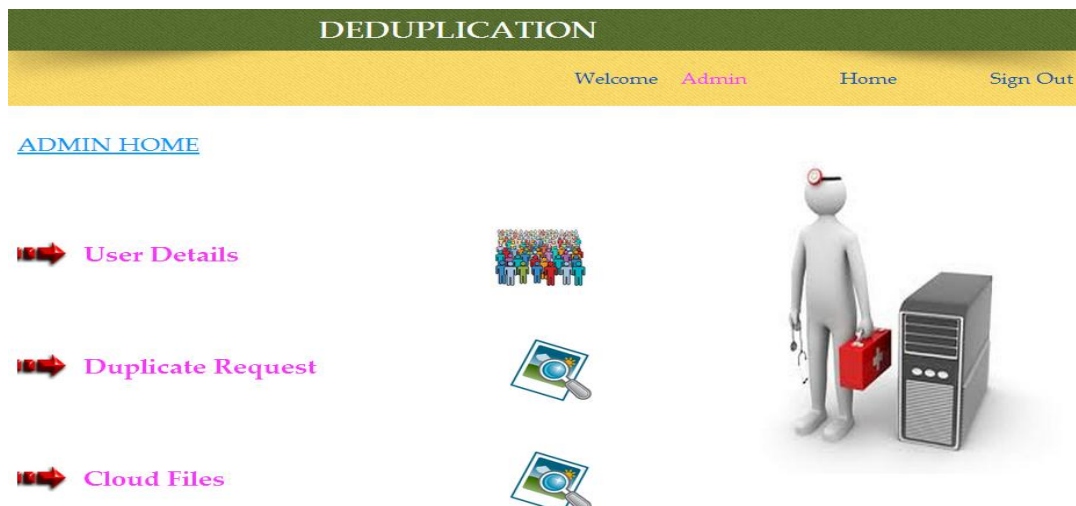 DEDUPLICATION
Welcome Admin Home Sign Out
ADMIN HOME
User Details
Duplicate Request
Cloud Files